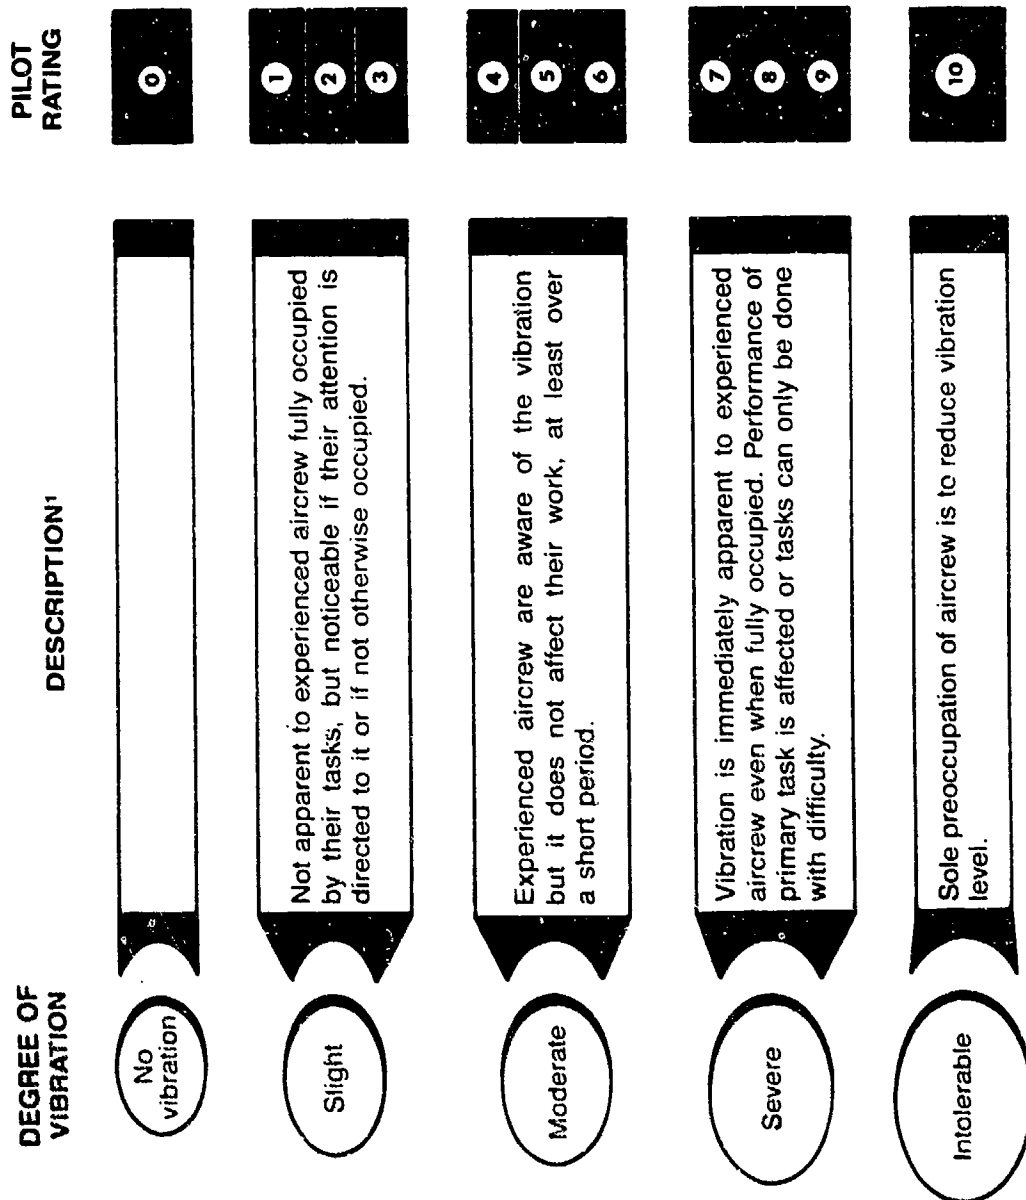 DEGREE OF
VIBRATION
DESCRIPTION¹
PILOT
RATING
No
vibration
0
Slight
Not apparent to experienced aircrew fully occupied
by their tasks, but noticeable if their attention is
directed to it or if not otherwise occupied.
1
2
3
Moderate
Experienced aircrew are aware of the vibration
but it does not affect their work, at least over
a short period.
4
5
6
Severe
Vibration is immediately apparent to experienced
aircrew even when fully occupied. Performance of
primary task is affected or tasks can only be done
with difficulty.
7
8
9
Intolerable
Sole preoccupation of aircrew is to reduce vibration
level.
10